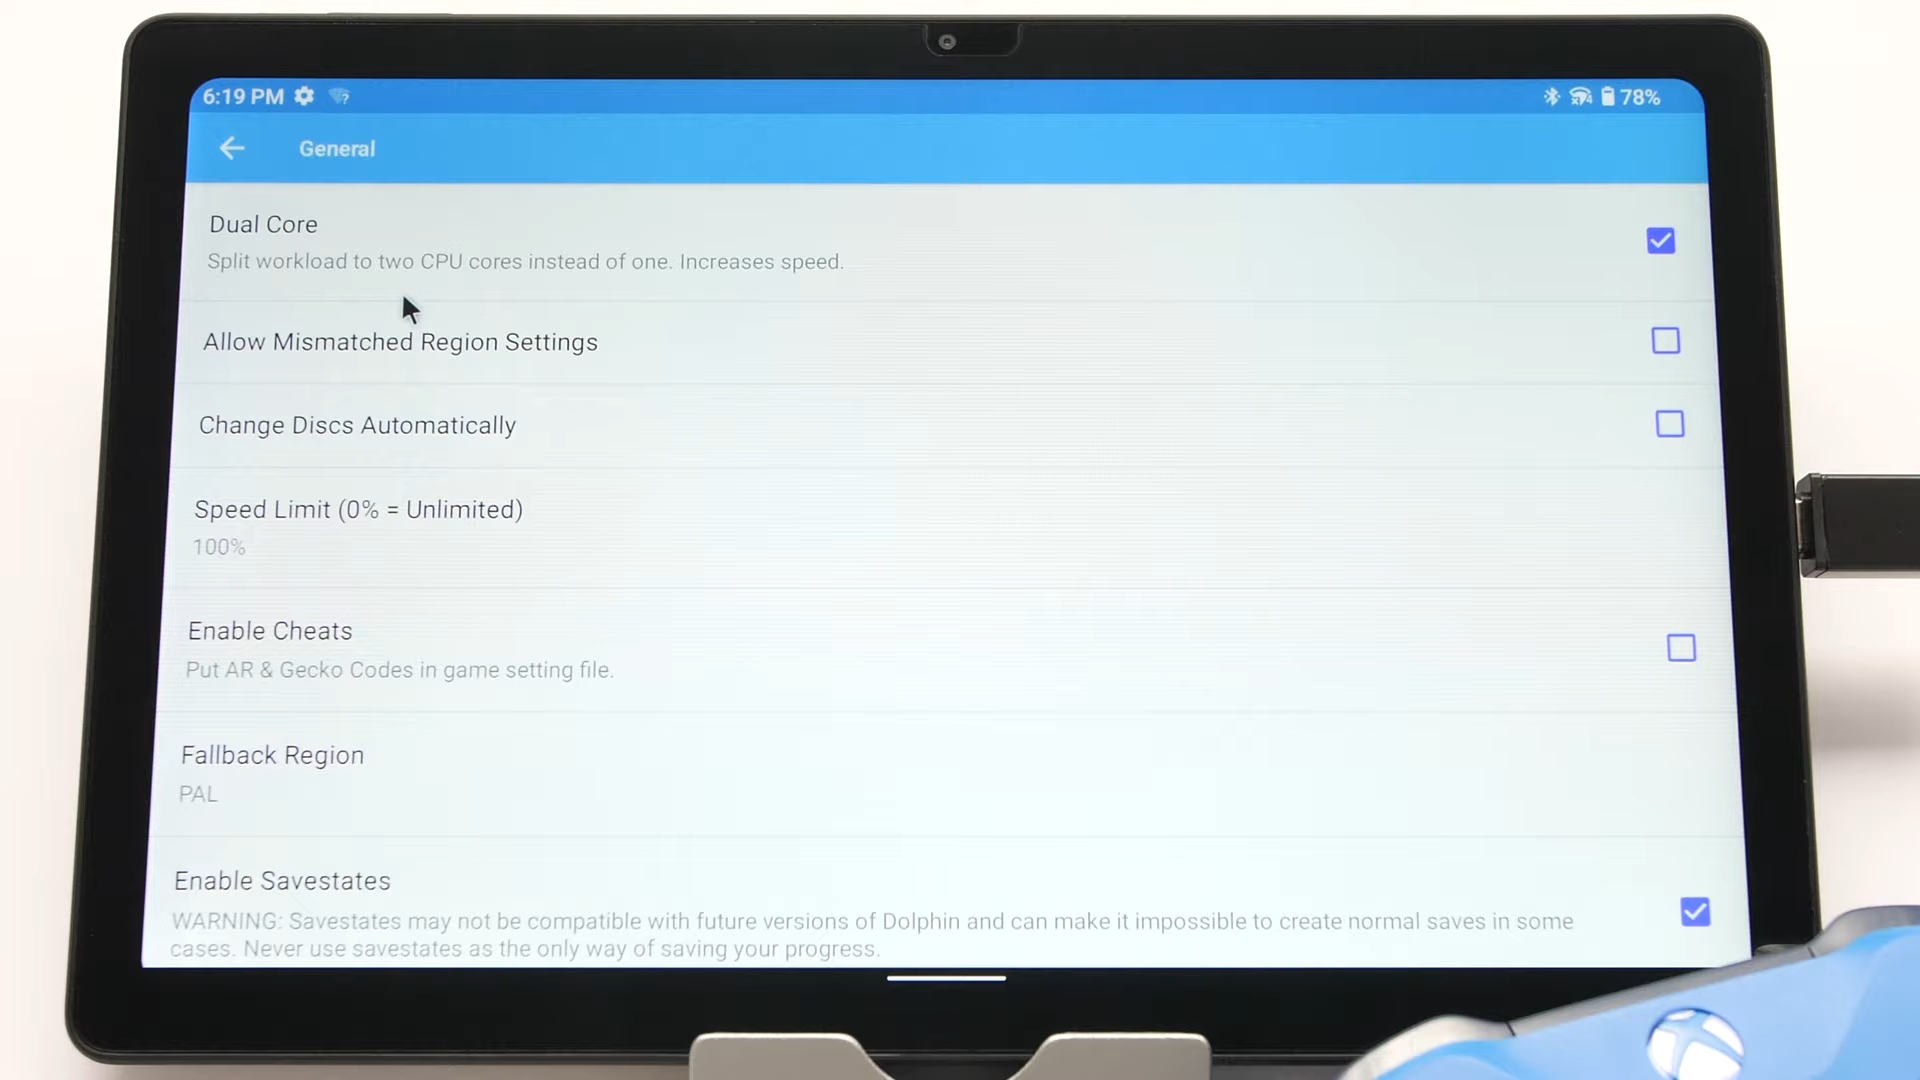 6:19 PM
78%
General
Dual Core
Split workload to two CPU cores instead of one. Increases speed.
Allow Mismatched Region Settings
Change Discs Automatically
Speed Limit (0% = Unlimited)
100%
Enable Cheats
Put AR & Gecko Codes in game setting file.
Fallback Region
PAL
Enable Savestates
WARNING: Savestates may not be compatible with future versions of Dolphin and can make it impossible to create normal saves in some
cases. Never use savestates as the only way of saving your progress.